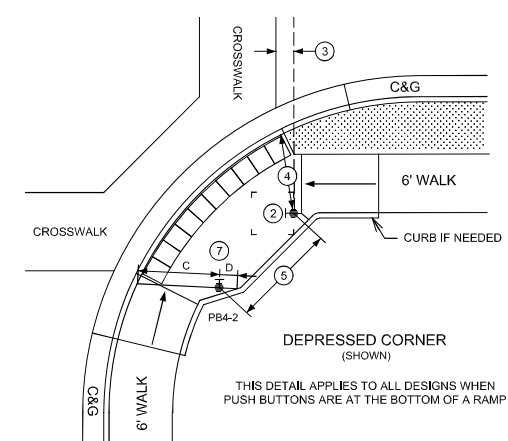 CROSSWALK
3
C&G
4
6' WALK
2
CROSSWALK
7
CURB IF NEEDED
C
D
5
PB4-2
DEPRESSED CORNER
(SHOWN)
C&G
6' WALK
THIS DETAIL APPLIES TO ALL DESIGNS WHEN
PUSH BUTTONS ARE AT THE BOTTOM OF A RAMP